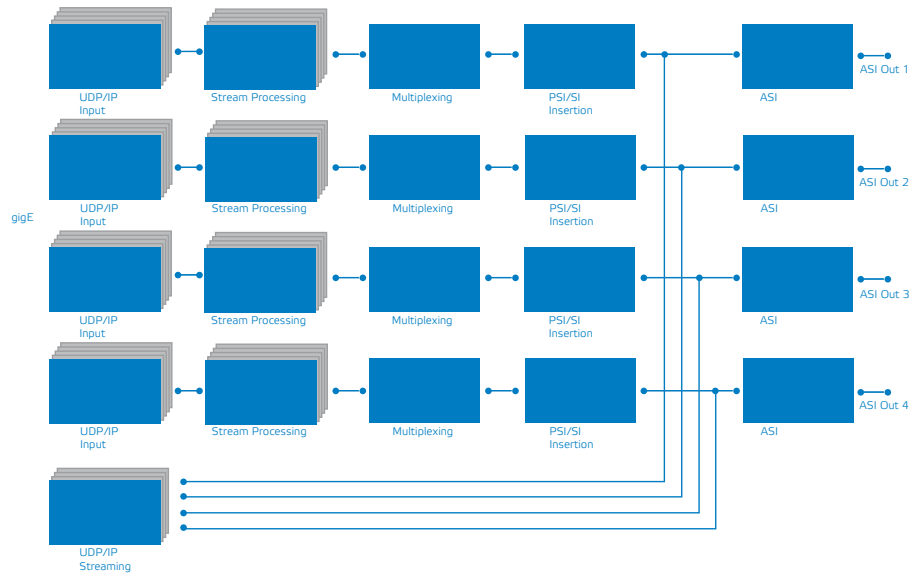 UDP/IP
Input
Stream Processing
Multiplexing
PSI/SI
Insertion
ASI
ASI Out 1
UDP/IP
Input
Stream Processing
Multiplexing
PSI/SI
Insertion
ASI
ASI Out 2
gigE
UDP/IP
Input
Stream Processing
Multiplexing
PSI/SI
Insertion
ASI
ASI Out 3
UDP/IP
Input
Stream Processing
Multiplexing
PSI/SI
Insertion
ASI
ASI Out 4
UDP/IP
Streaming